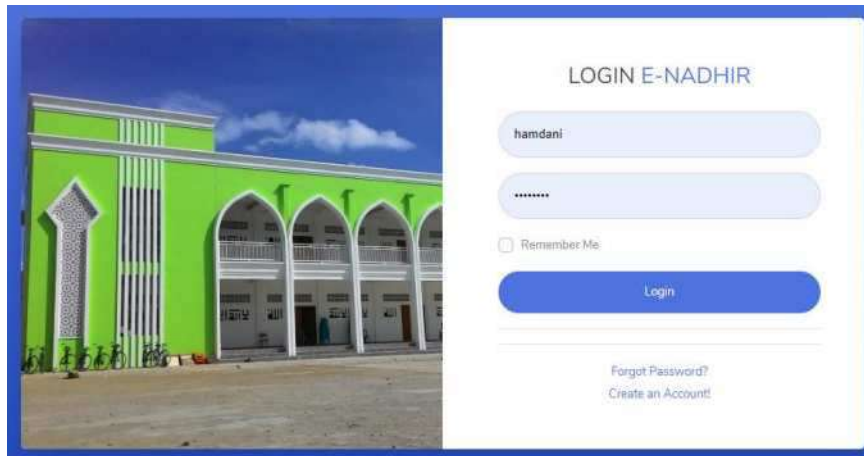 LOGIN E-NADHIR
hamdani
••••••••
Remember Me
Login
Forgot Password?
Create an Account!